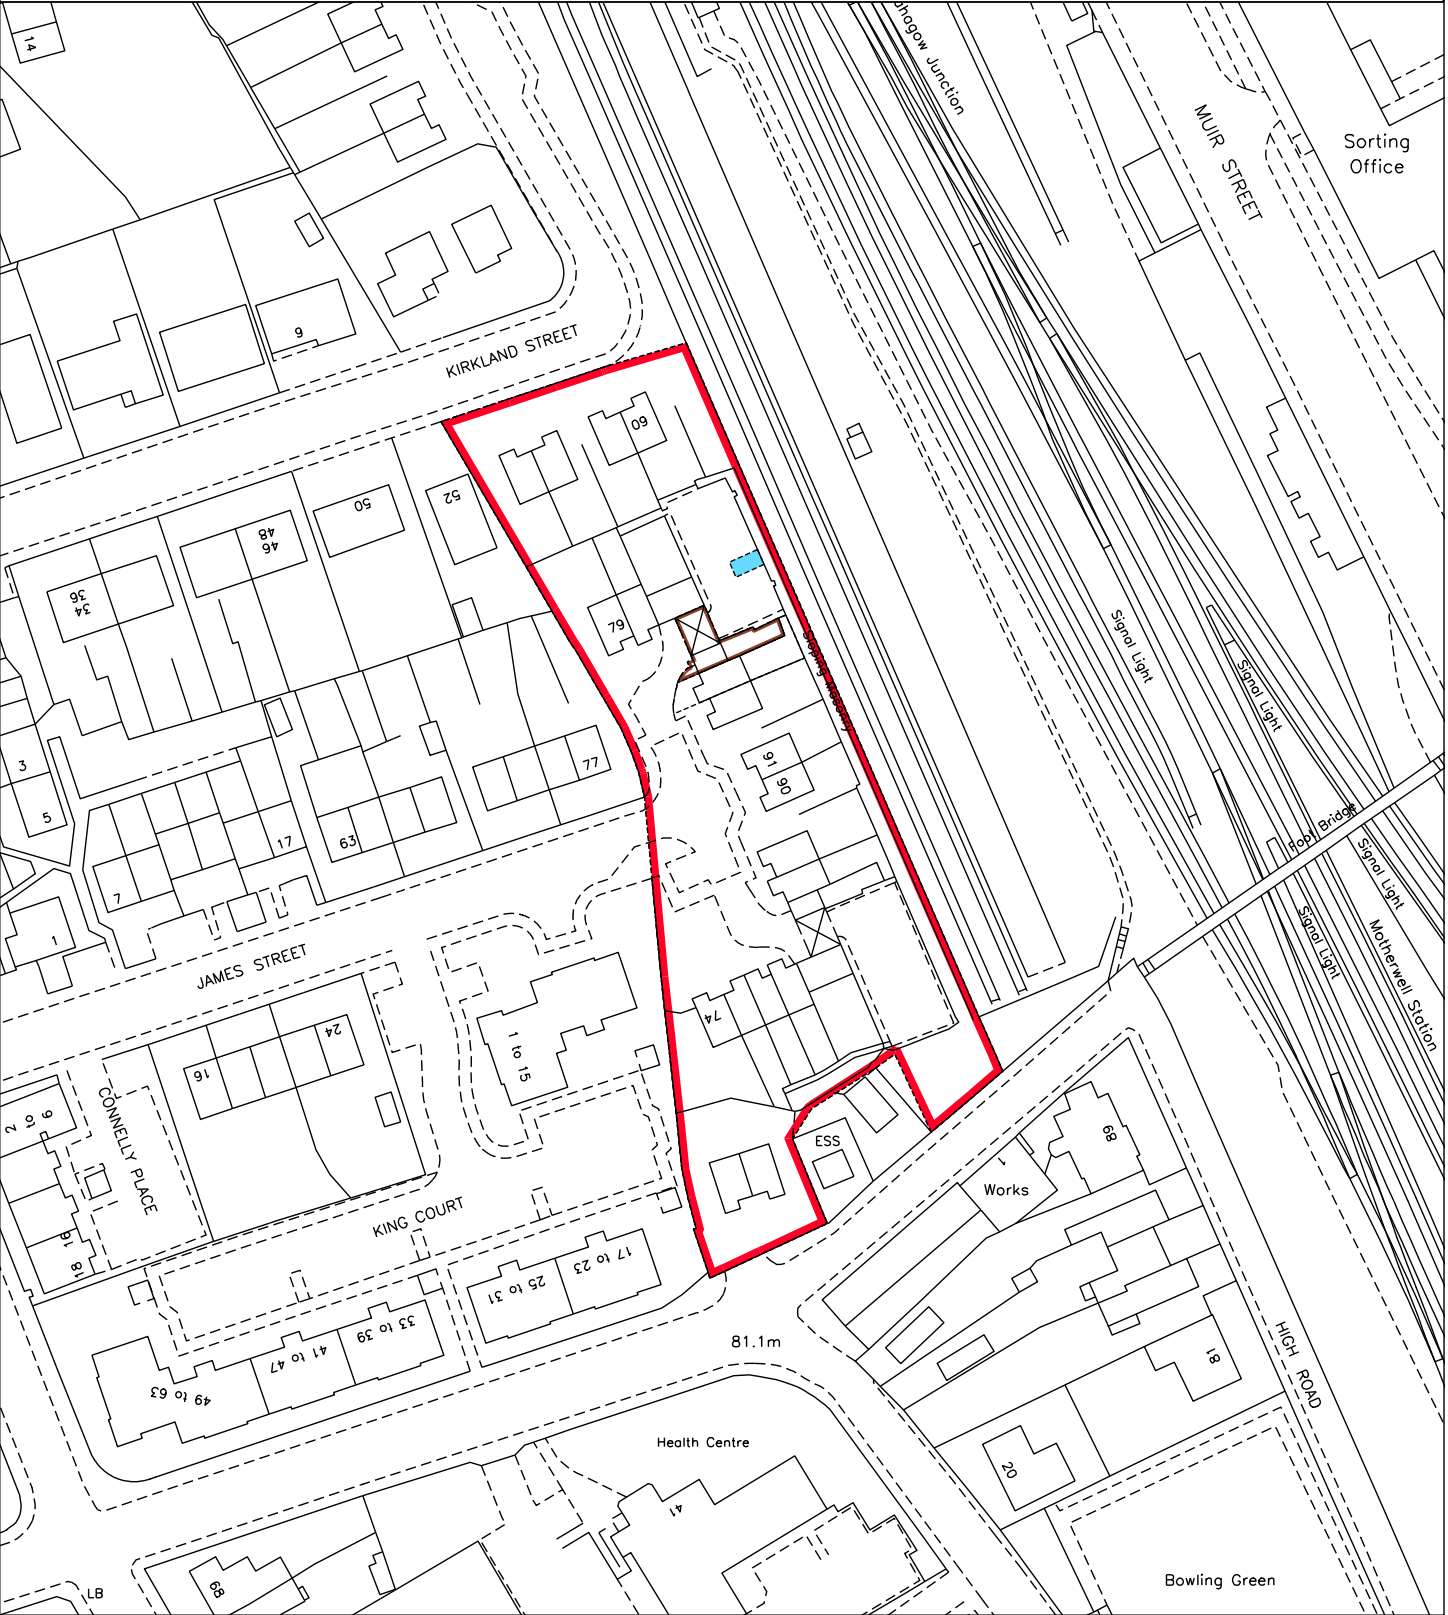 14
hagow Junction
MUIR STREET
Sorting
Office
9
KIRKLAND STREET
60
52
50
48
46
36
34
79
Sloping Masonry
Signal Light
Signal Light
3
5
77
91
90
7
17
63
Foot Bridge
Signal Light
Signal Light
Motherwell Station
1
JAMES STREET
24
16
1 to 15
74
CONNELLY PLACE
2 to 6
16
18
ESS
1
Works
68
KING COURT
17 to 23
25 to 31
33 to 39
41 to 47
49 to 63
81.1m
HIGH ROAD
81
Health Centre
41
20
LB
68
Bowling Green